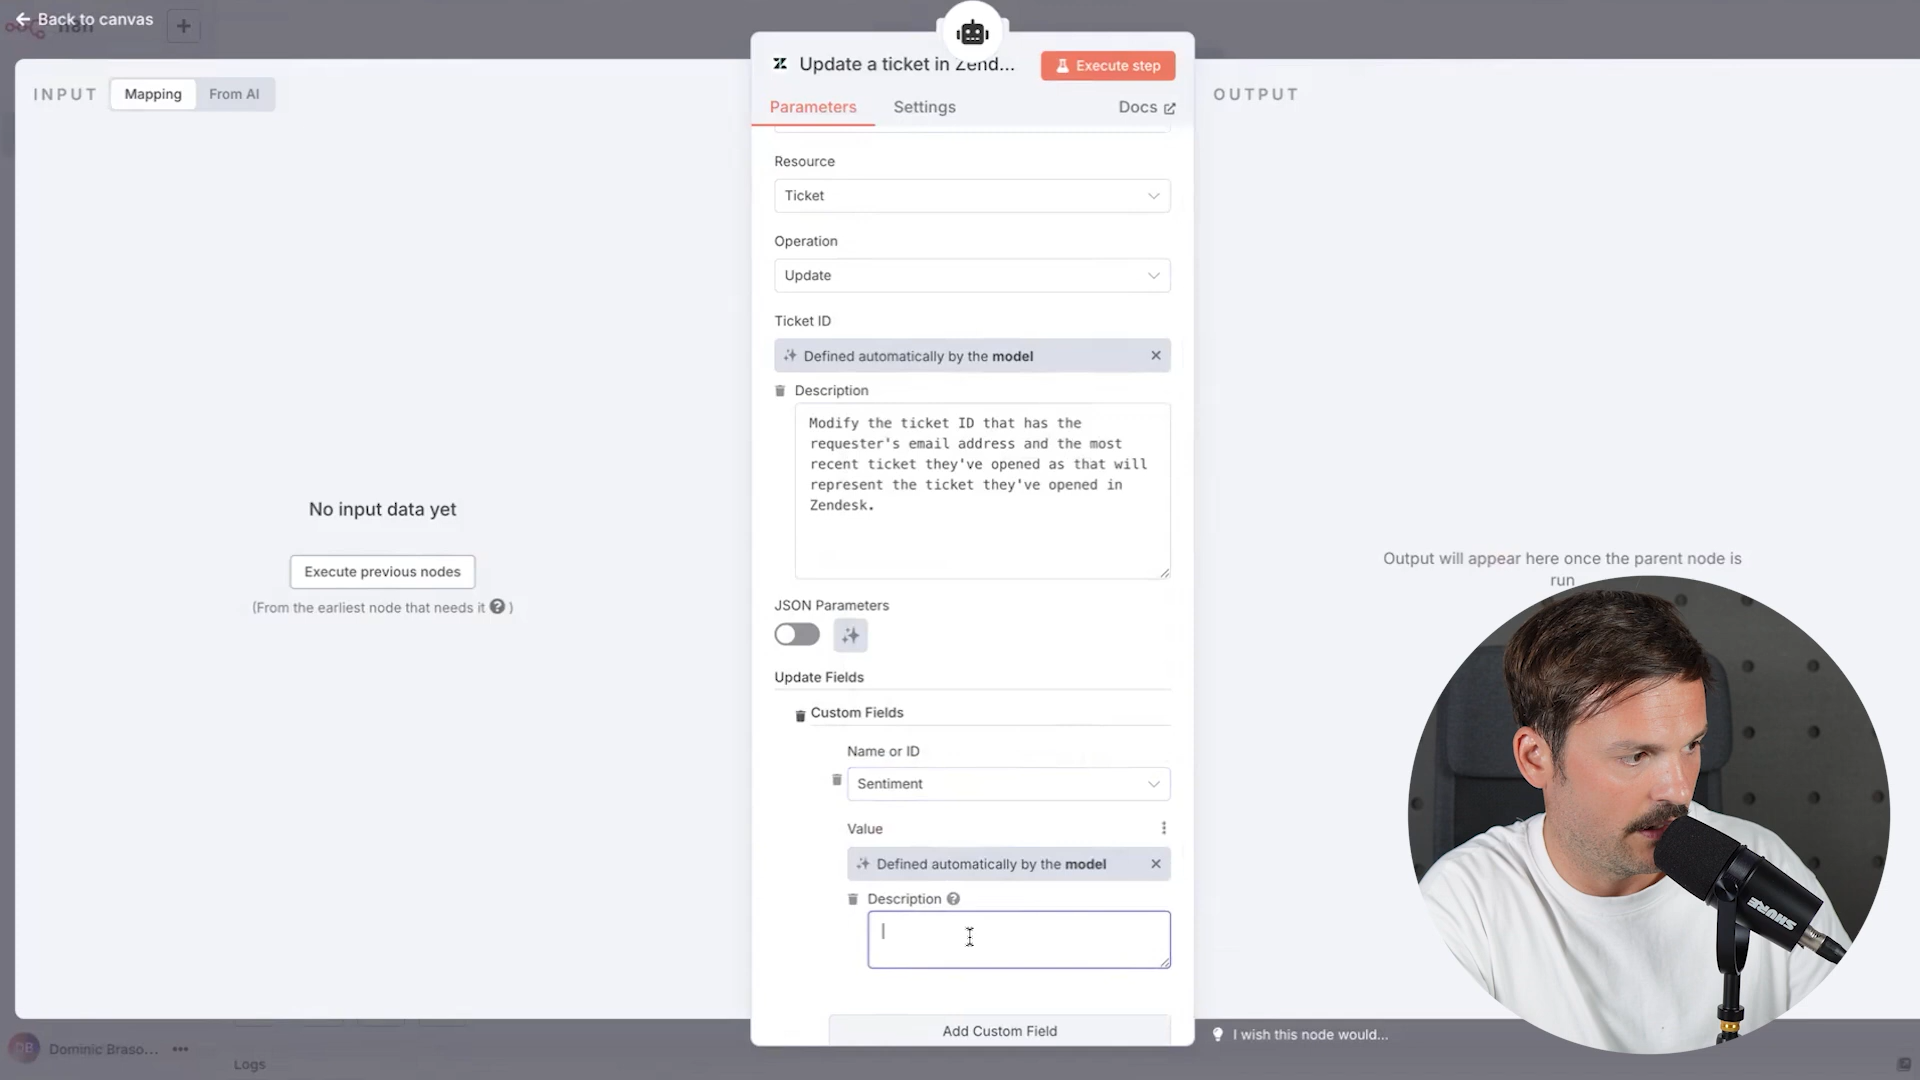 Back to canvas
n8n
INPUT
Mapping
From AI
Update a ticket in Zend...
Execute step
Parameters
Settings
Docs
OUTPUT
Resource
Ticket
Operation
Update
Ticket ID
Defined automatically by the model
Description
Modify the ticket ID that has the
requester's email address and the most
recent ticket they've opened as that will
represent the ticket they've opened in
Zendesk.
No input data yet
Execute previous nodes
(From the earliest node that needs it ? )
Output will appear here once the parent node is
run
JSON Parameters
Update Fields
Custom Fields
Name or ID
Sentiment
Value
Defined automatically by the model
Description
Add Custom Field
I wish this node would...
DB
Dominic Braso...
Logs
SHURE